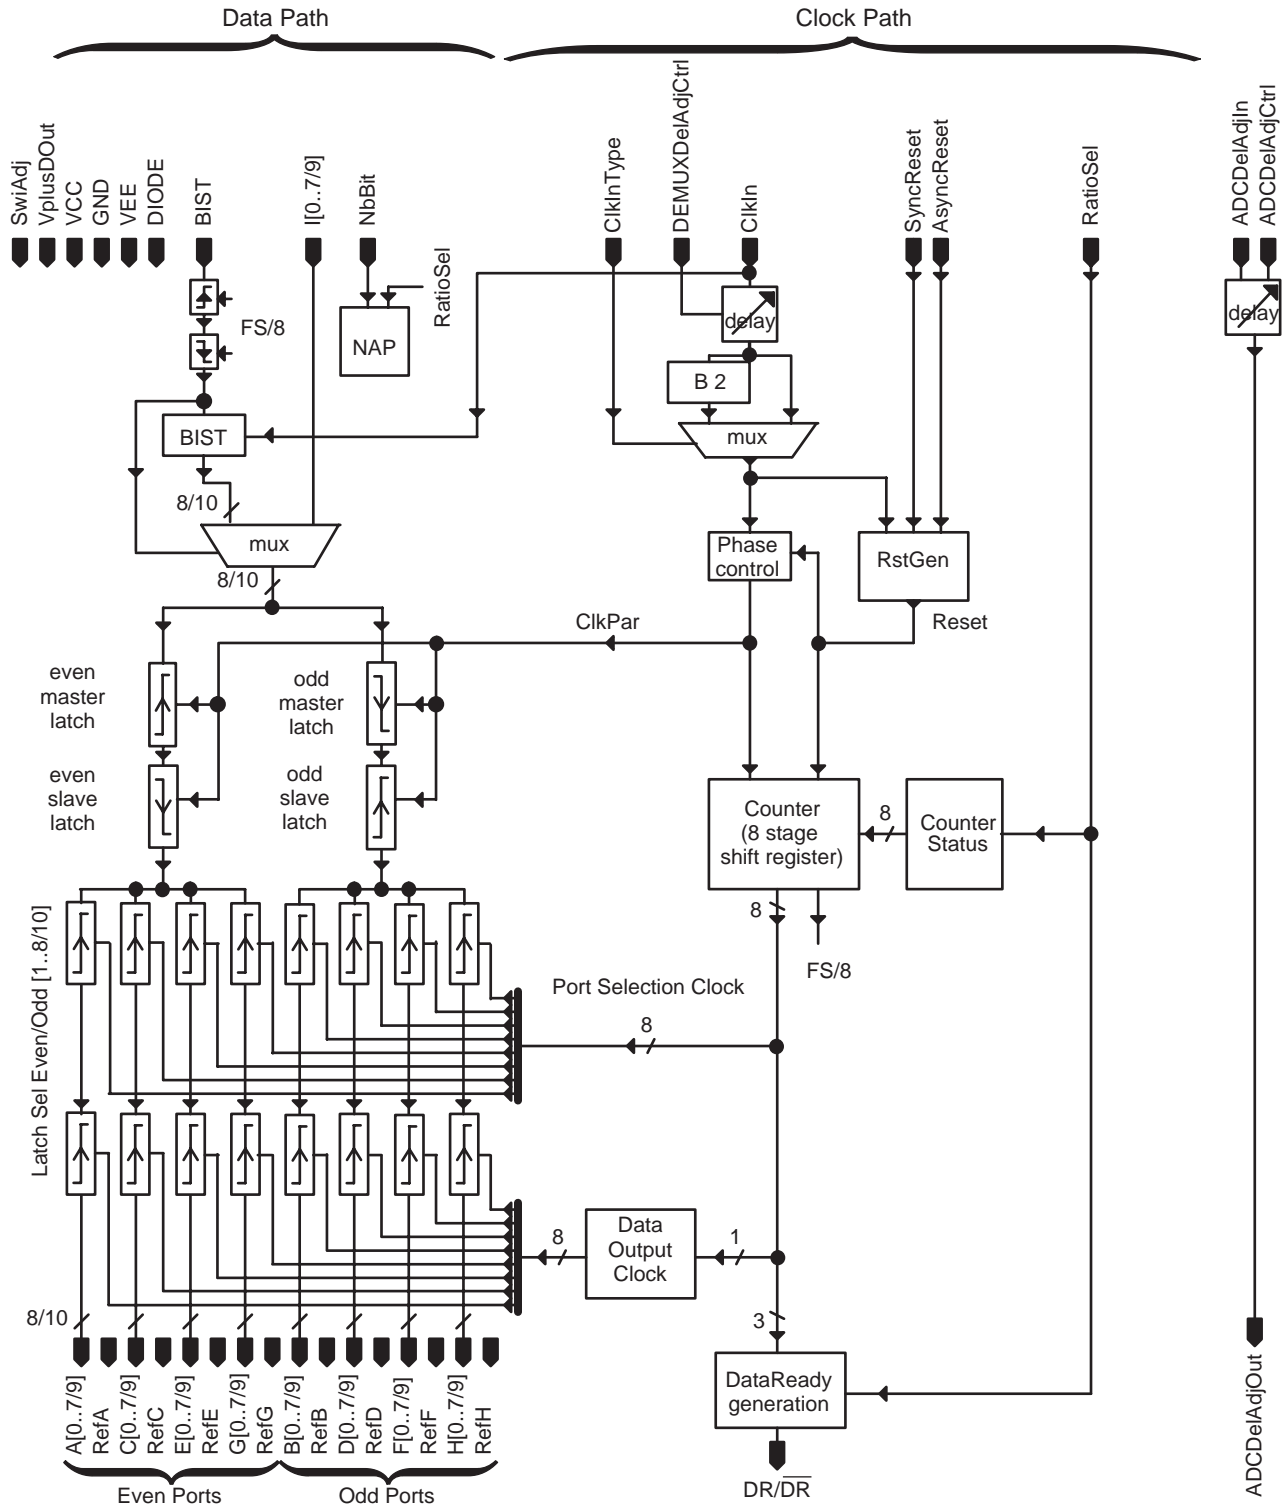 Data Path
Clock Path
SwiAdj
VplusDOut
VCC
GND
VEE
DIODE
BIST
I[0..7/9]
NbBit
ClkInType
DEMUXDelAdjCtrl
ClkIn
SyncReset
AsyncReset
RatioSel
ADCDelAdjIn
ADCDelAdjCtrl
FS/8
RatioSel
NAP
delay
delay
B 2
BIST
mux
8/10
mux
8/10
Phase
control
RstGen
ClkPar
Reset
even
master
latch
odd
master
latch
even
slave
latch
odd
slave
latch
Counter
(8 stage
shift register)
8
Counter
Status
8
FS/8
Latch Sel Even/Odd [1..8/10]
Port Selection Clock
8
8
Data
Output
Clock
1
8/10
3
DataReady
generation
A[0..7/9]
RefA
C[0..7/9]
RefC
E[0..7/9]
RefE
G[0..7/9]
RefG
B[0..7/9]
RefB
D[0..7/9]
RefD
F[0..7/9]
RefF
H[0..7/9]
RefH
ADCDelAdjOut
Even Ports
Odd Ports
DR/DR